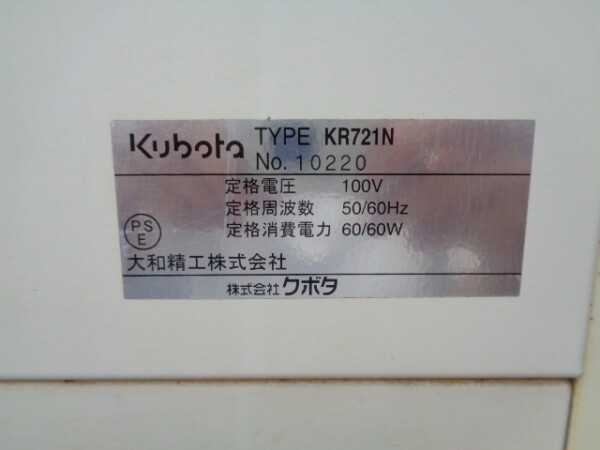 Kubota TYPE KR721N
No. 10220
定格電圧 100V
定格周波数 50/60Hz
定格消費電力 60/60W
PS
E
大和精工株式会社
株式会社クボタ